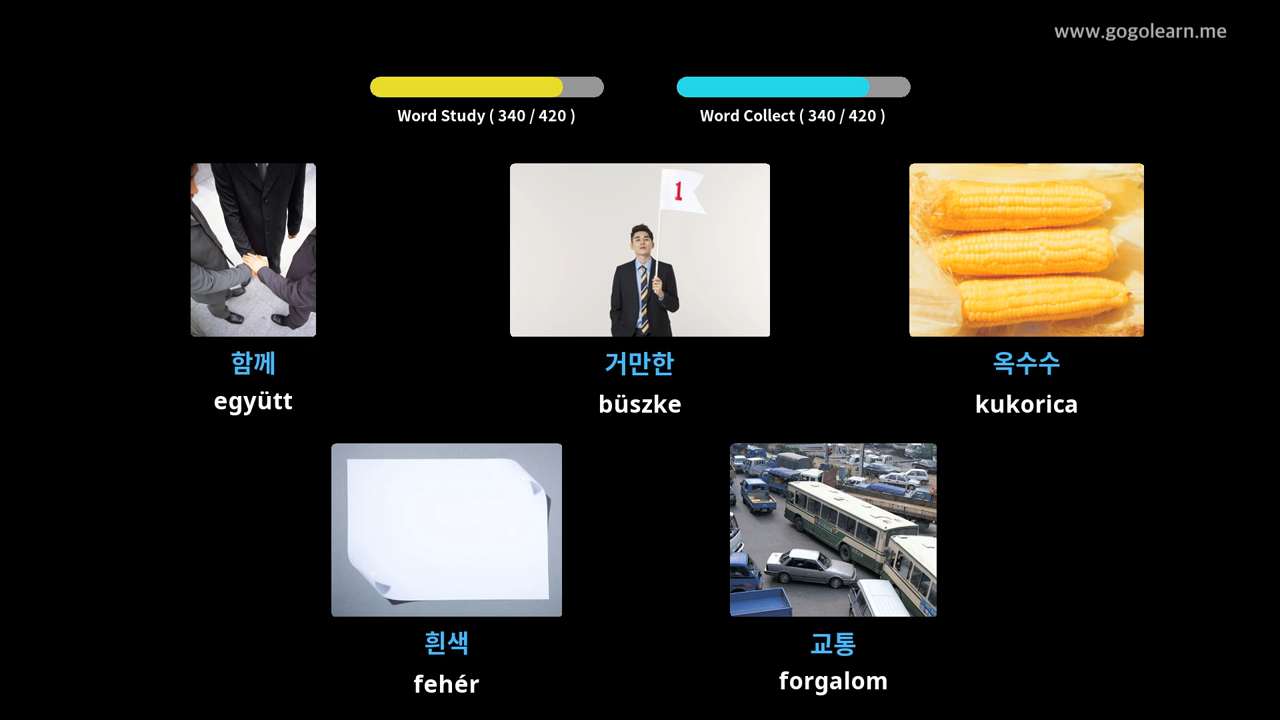 www.gogolearn.me
Word Study ( 340 / 420 )
Word Collect ( 340 / 420 )
1
함께
együtt
거만한
büszke
옥수수
kukorica
흰색
fehér
교통
forgalom